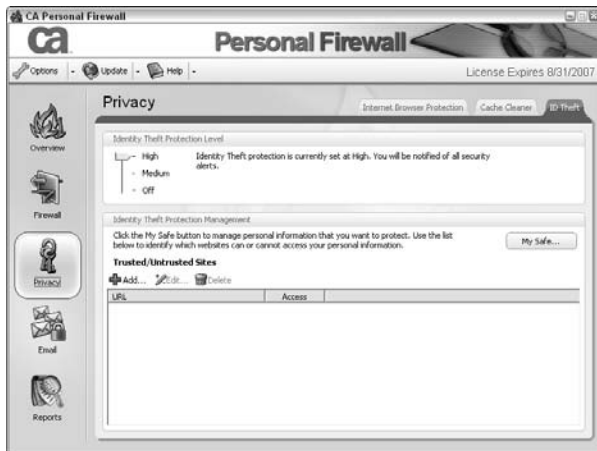 CA Personal Firewall
ca
Personal Firewall
Options
Update
Help
License Expires 8/31/2007
Privacy
Internet Browser Protection
Cache Cleaner
ID Theft
Overview
Firewall
Privacy
Email
Reports
Identity Theft Protection Level
High
Medium
Off
Identity Theft protection is currently set at High. You will be notified of all security
alerts.
Identity Theft Protection Management
Click the My Safe button to manage personal information that you want to protect. Use the list
below to identify which websites can or cannot access your personal information.
My Safe...
Trusted/Untrusted Sites
Add...
Edit...
Delete
URL
Access